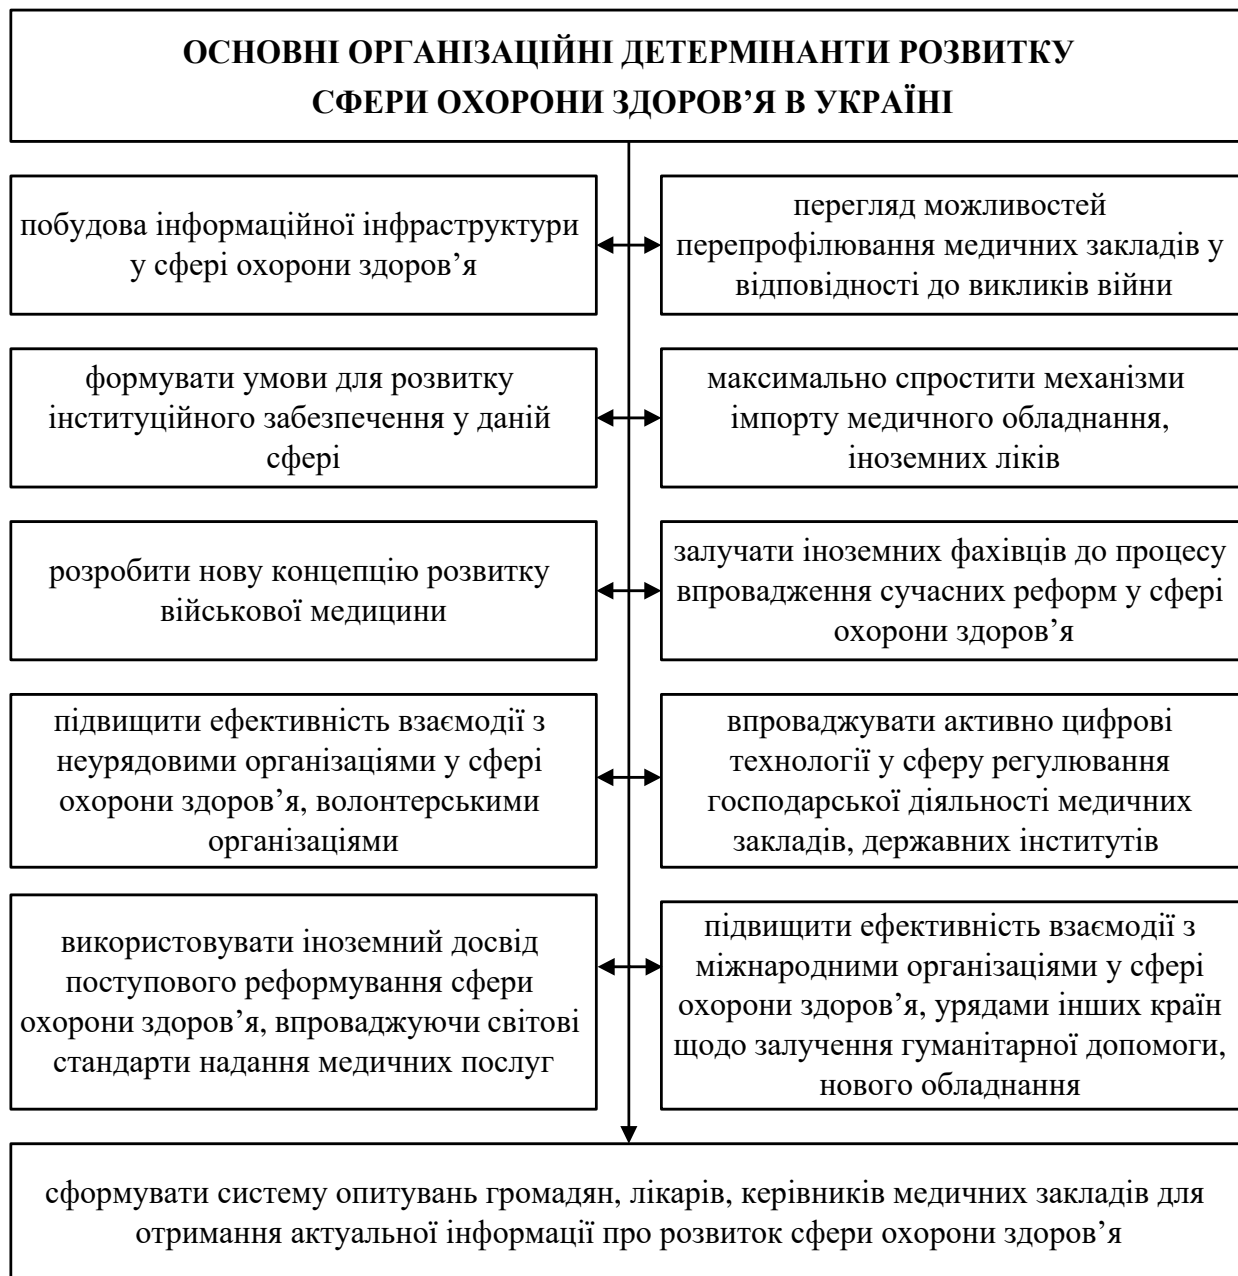 ОСНОВНІ ОРГАНІЗАЦІЙНІ ДЕТЕРМІНАНТИ РОЗВИТКУ
СФЕРИ ОХОРОНИ ЗДОРОВ’Я В УКРАЇНІ
побудова інформаційної інфраструктури
у сфері охорони здоров’я
перегляд можливостей
перепрофілювання медичних закладів у
відповідності до викликів війни
формувати умови для розвитку
інституційного забезпечення у даній
сфері
максимально спростити механізми
імпорту медичного обладнання,
іноземних ліків
розробити нову концепцію розвитку
військової медицини
залучати іноземних фахівців до процесу
впровадження сучасних реформ у сфері
охорони здоров’я
підвищити ефективність взаємодії з
неурядовими організаціями у сфері
охорони здоров’я, волонтерськими
організаціями
впроваджувати активно цифрові
технології у сферу регулювання
господарської діяльності медичних
закладів, державних інститутів
використовувати іноземний досвід
поступового реформування сфери
охорони здоров’я, впроваджуючи світові
стандарти надання медичних послуг
підвищити ефективність взаємодії з
міжнародними організаціями у сфері
охорони здоров’я, урядами інших країн
щодо залучення гуманітарної допомоги,
нового обладнання
сформувати систему опитувань громадян, лікарів, керівників медичних закладів для
отримання актуальної інформації про розвиток сфери охорони здоров’я